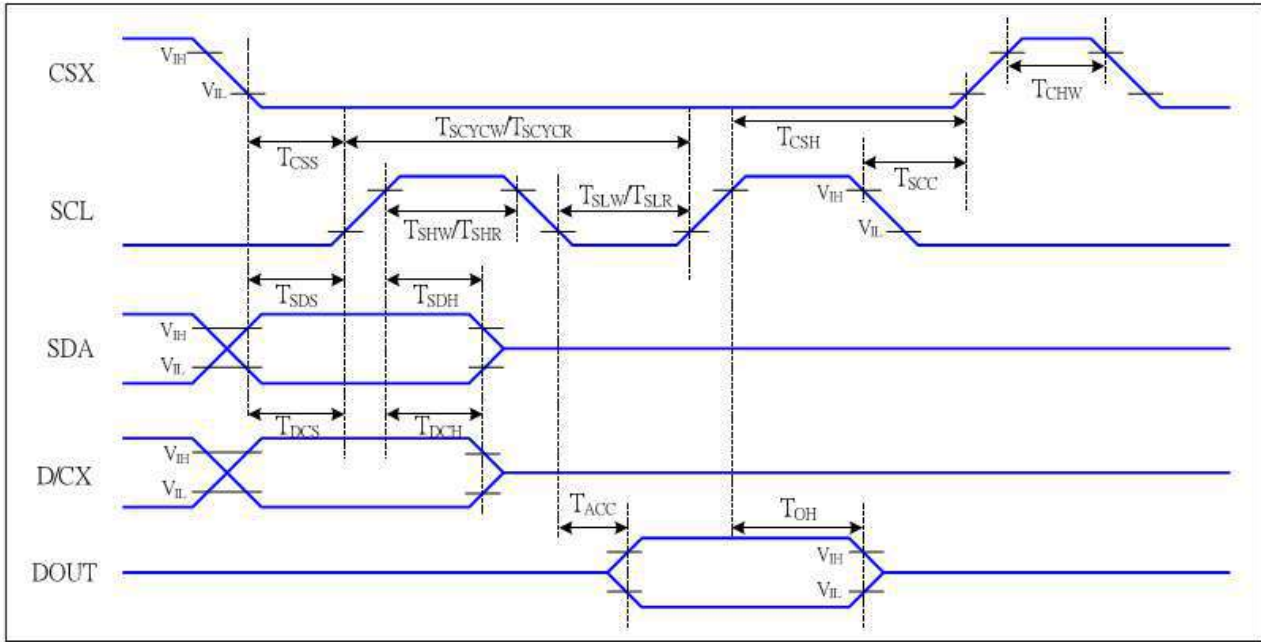 CSX
VIH
VIL
TCHW
TSCYCW/TSCYCR
TCSS
TCSH
TSCC
SCL
TSHW/TSHR
TSLW/TSLR
VIH
VIL
TSDS
TSDH
SDA
VIH
VIL
TDCS
TDCH
D/CX
VIH
VIL
TACC
TOH
DOUT
VIH
VIL